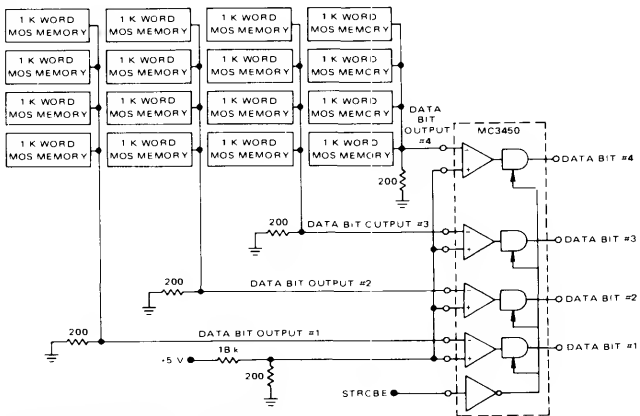 1 K WORD
MOS MEMORY
1 K WORD
MOS MEMORY
1 K WORD
MOS MEMORY
1 K WORD
MOS MEMCRY
1 K WORD
MOS MEMORY
1 K WORD
MOS MEMORY
1 K WORD
MOS MEMORY
1 K WORD
MOS MEMORY
1 K WORD
MOS MEMORY
1 K WORD
MOS MEMORY
1 K WORD
MOS MEMORY
1 K WORD
MOS MEMORY
1 K WORD
MOS MEMORY
1 K WORD
MOS MEMORY
1 K WORD
MOS MEMORY
1 K WORD
MOS MEMORY
DATA
BIT
OUTPUT
#4
MC3450
DATA BIT #4
200
200
DATA BIT CUTPUT #3
DATA BIT #3
200
DATA BIT OUTPUT #2
DATA BIT #2
200
DATA BIT OUTPUT #1
DATA BIT #1
+5 V
18 k
200
STRCBE